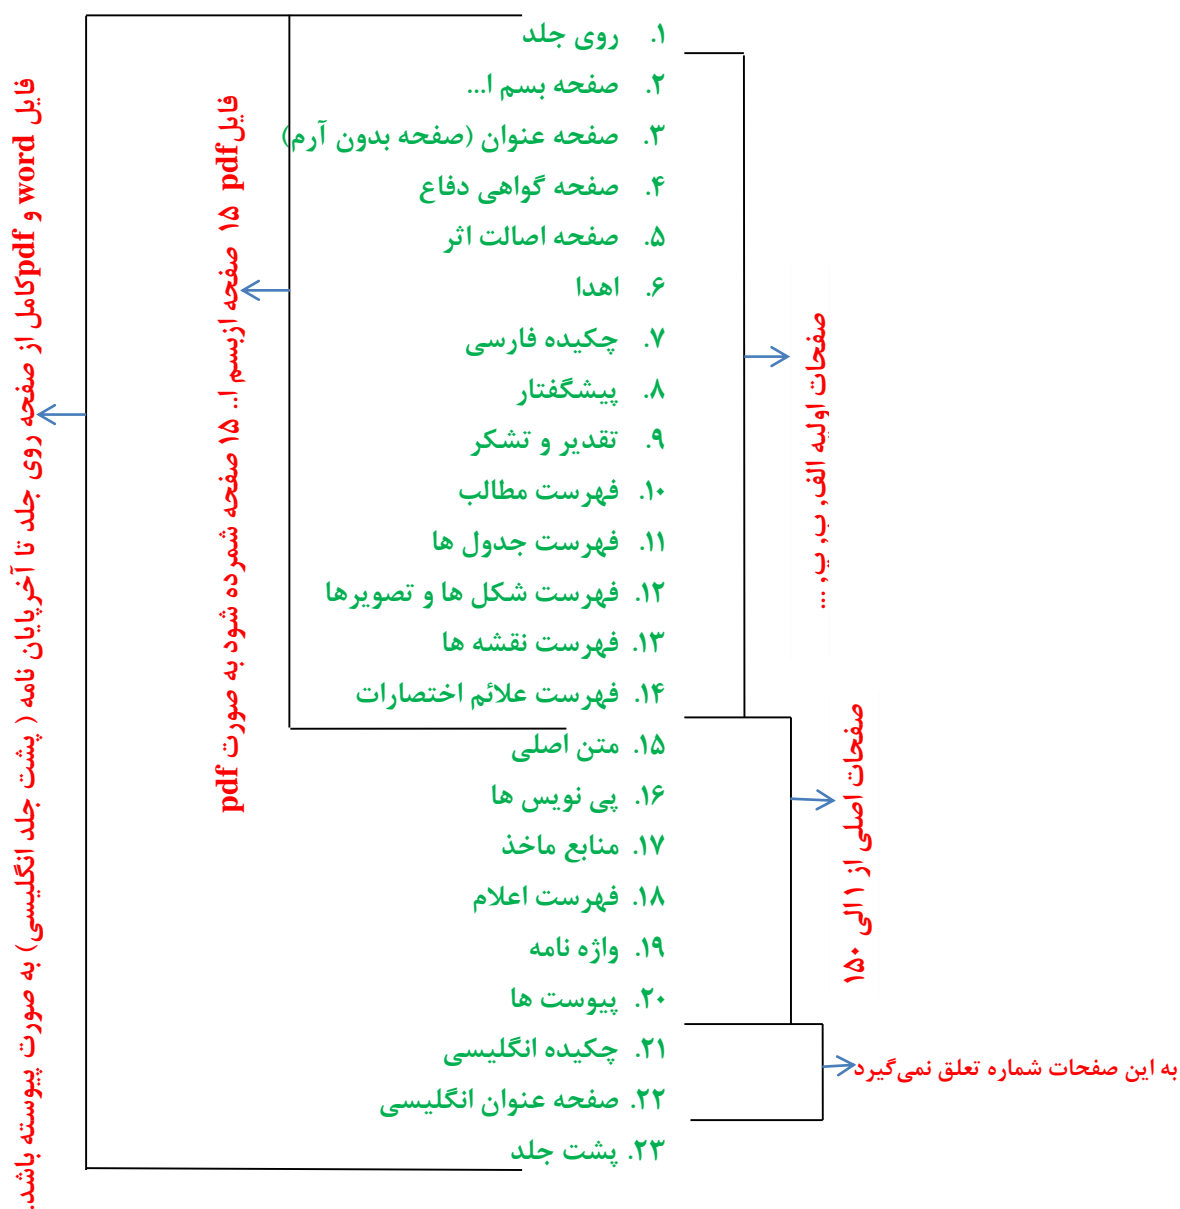 ۱. روی جلد
۲. صفحه بسم ا...
۳. صفحه عنوان (صفحه بدون آرم)
۴. صفحه گواهی دفاع
۵. صفحه اصالت اثر
۶. اهدا
۷. چکیده فارسی
۸. پیشگفتار
۹. تقدیر و تشکر
۱۰. فهرست مطالب
۱۱. فهرست جدول ها
۱۲. فهرست شکل ها و تصویرها
۱۳. فهرست نقشه ها
۱۴. فهرست علائم اختصارات
۱۵. متن اصلی
۱۶. پی نویس ها
۱۷. منابع ماخذ
۱۸. فهرست اعلام
۱۹. واژه نامه
۲۰. پیوست ها
۲۱. چکیده انگلیسی
۲۲. صفحه عنوان انگلیسی
۲۳. پشت جلد
صفحات اولیه الف, ب, پ, ...
صفحات اصلی از ۱ الی ۱۵۰
به این صفحات شماره تعلق نمی‌گیرد
فایل pdf ۱۵ صفحه ازبسم ا.. ۱۵ صفحه شمرده شود به صورت pdf
فایل word و pdfکامل از صفحه روی جلد تا آخرپایان نامه ( پشت جلد انگلیسی) به صورت پیوسته باشد.